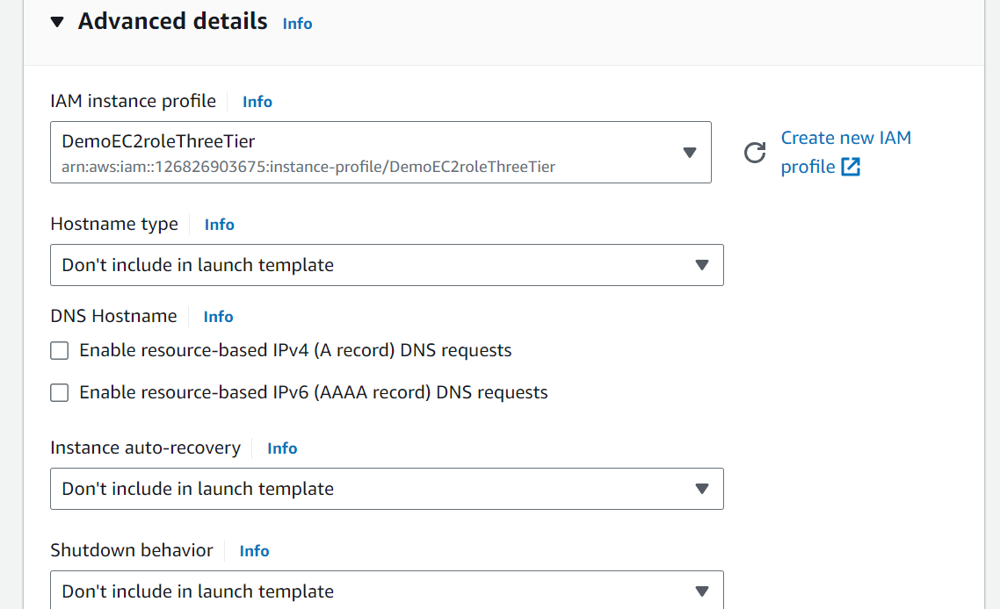 Advanced details Info
IAM instance profile Info
DemoEC2roleThreeTier
arn:aws:iam::126826903675:instance-profile/DemoEC2roleThreeTier
Create new IAM
profile
Hostname type Info
Don't include in launch template
DNS Hostname Info
Enable resource-based IPv4 (A record) DNS requests
Enable resource-based IPv6 (AAAA record) DNS requests
Instance auto-recovery Info
Don't include in launch template
Shutdown behavior Info
Don't include in launch template